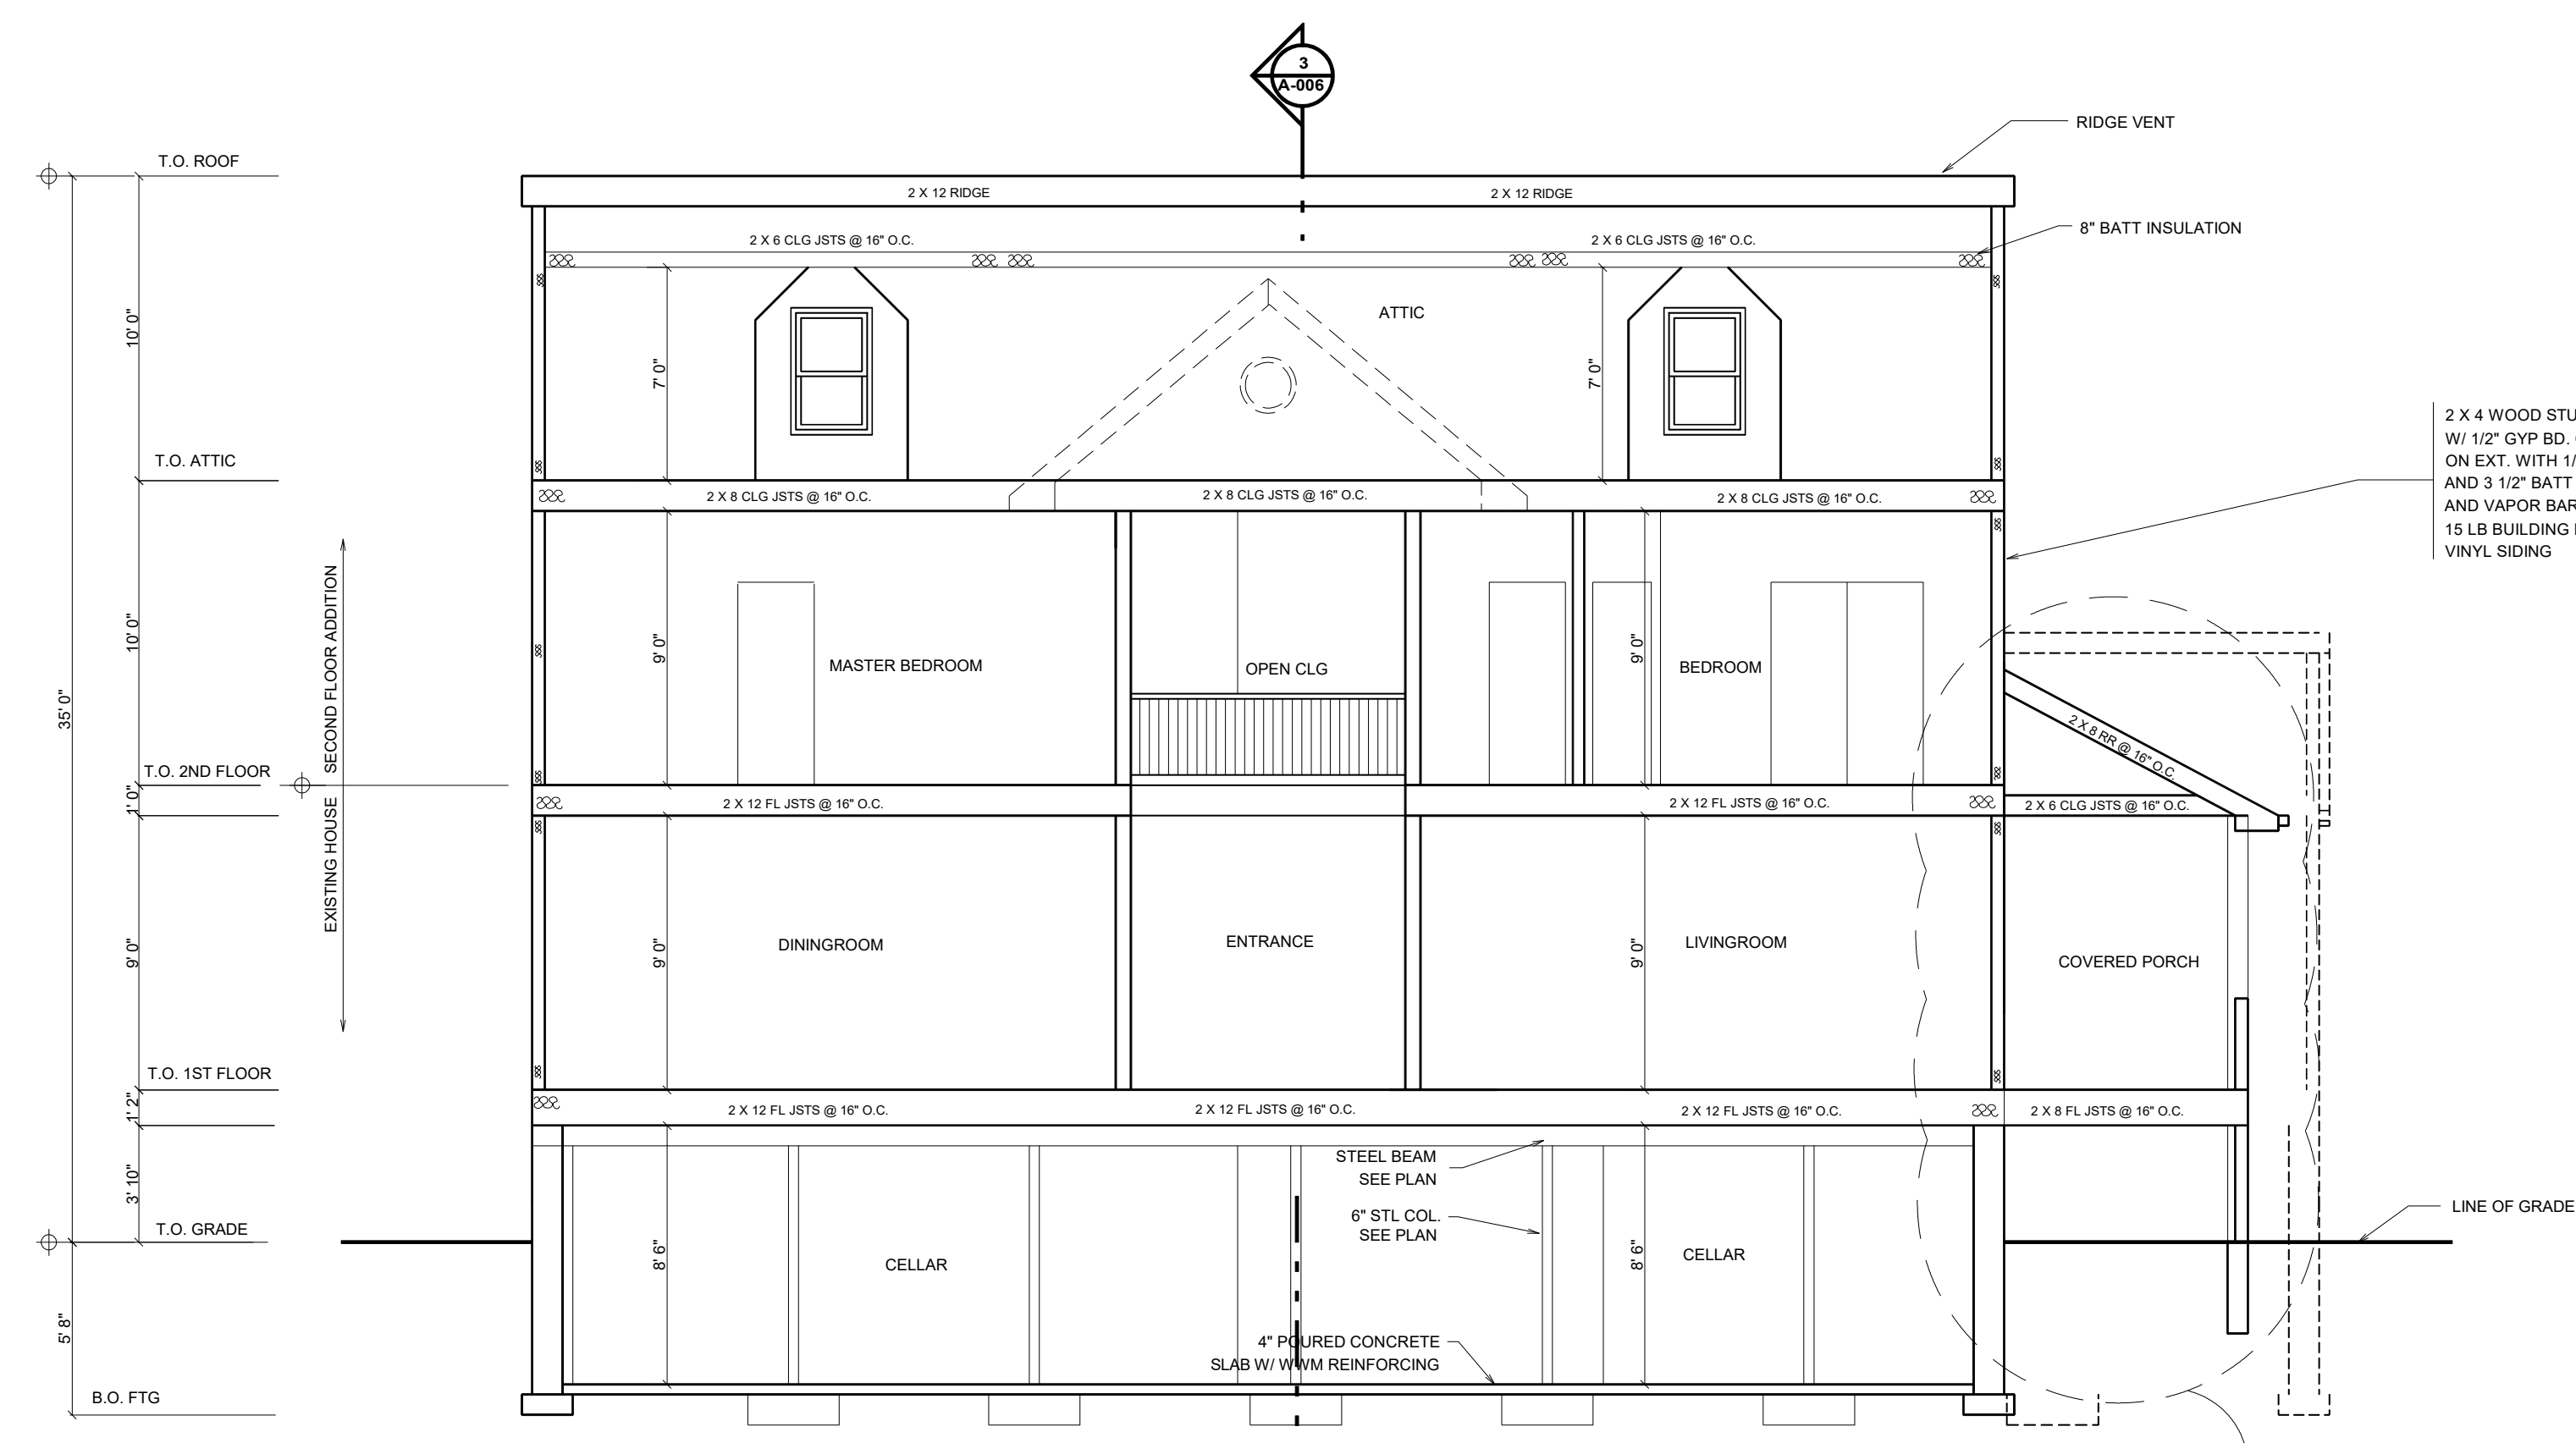 3
A-006
RIDGE VENT
T.O. ROOF
2 X 12 RIDGE
2 X 12 RIDGE
8" BATT INSULATION
2 X 6 CLG JSTS @ 16" O.C.
2 X 6 CLG JSTS @ 16" O.C.
ATTIC
10' 0"
7' 0"
7' 0"
2 X 4 WOOD
W/ 1/2" GYP BD.
ON EXT. WITH
AND 3 1/2" BATT
AND VAPOR
15 LB BUILDING
VINYL SIDING
T.O. ATTIC
2 X 8 CLG JSTS @ 16" O.C.
2 X 8 CLG JSTS @ 16" O.C.
2 X 8 CLG JSTS @ 16" O.C.
10' 0"
SECOND FLOOR ADDITION
9' 0"
MASTER BEDROOM
OPEN CLG
9' 0"
BEDROOM
35' 0"
2 X 8 RR @ 16" O.C.
T.O. 2ND FLOOR
1' 0"
EXISTING HOUSE
2 X 12 FL JSTS @ 16" O.C.
2 X 12 FL JSTS @ 16" O.C.
2 X 6 CLG JSTS @ 16" O.C.
9' 0"
9' 0"
DININGROOM
ENTRANCE
9' 0"
LIVINGROOM
COVERED PORCH
T.O. 1ST FLOOR
1' 2"
2 X 12 FL JSTS @ 16" O.C.
2 X 12 FL JSTS @ 16" O.C.
2 X 12 FL JSTS @ 16" O.C.
2 X 8 FL JSTS @ 16" O.C.
3' 10"
STEEL BEAM
SEE PLAN
6" STL COL.
SEE PLAN
LINE OF GRADE
T.O. GRADE
8' 6"
CELLAR
8' 6"
CELLAR
5' 8"
4" POURED CONCRETE
SLAB W/ WWM REINFORCING
B.O. FTG